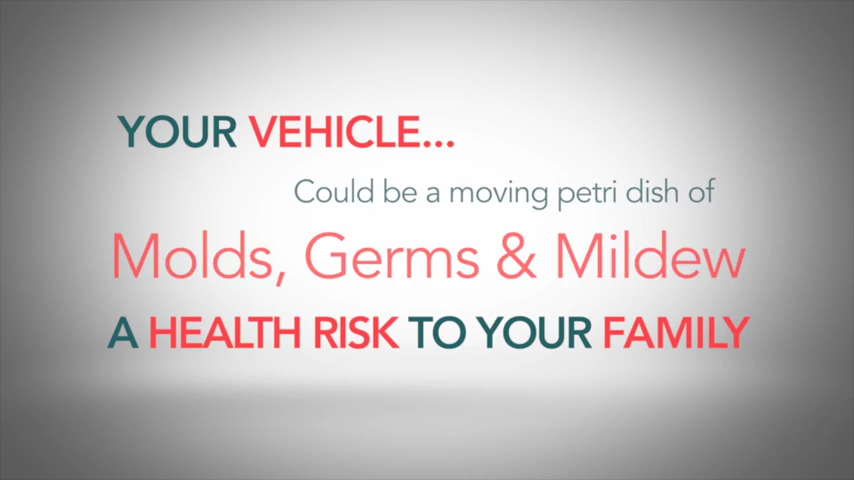 YOUR VEHICLE...
Could be a moving petri dish of
Molds, Germs & Mildew
A HEALTH RISK TO YOUR FAMILY